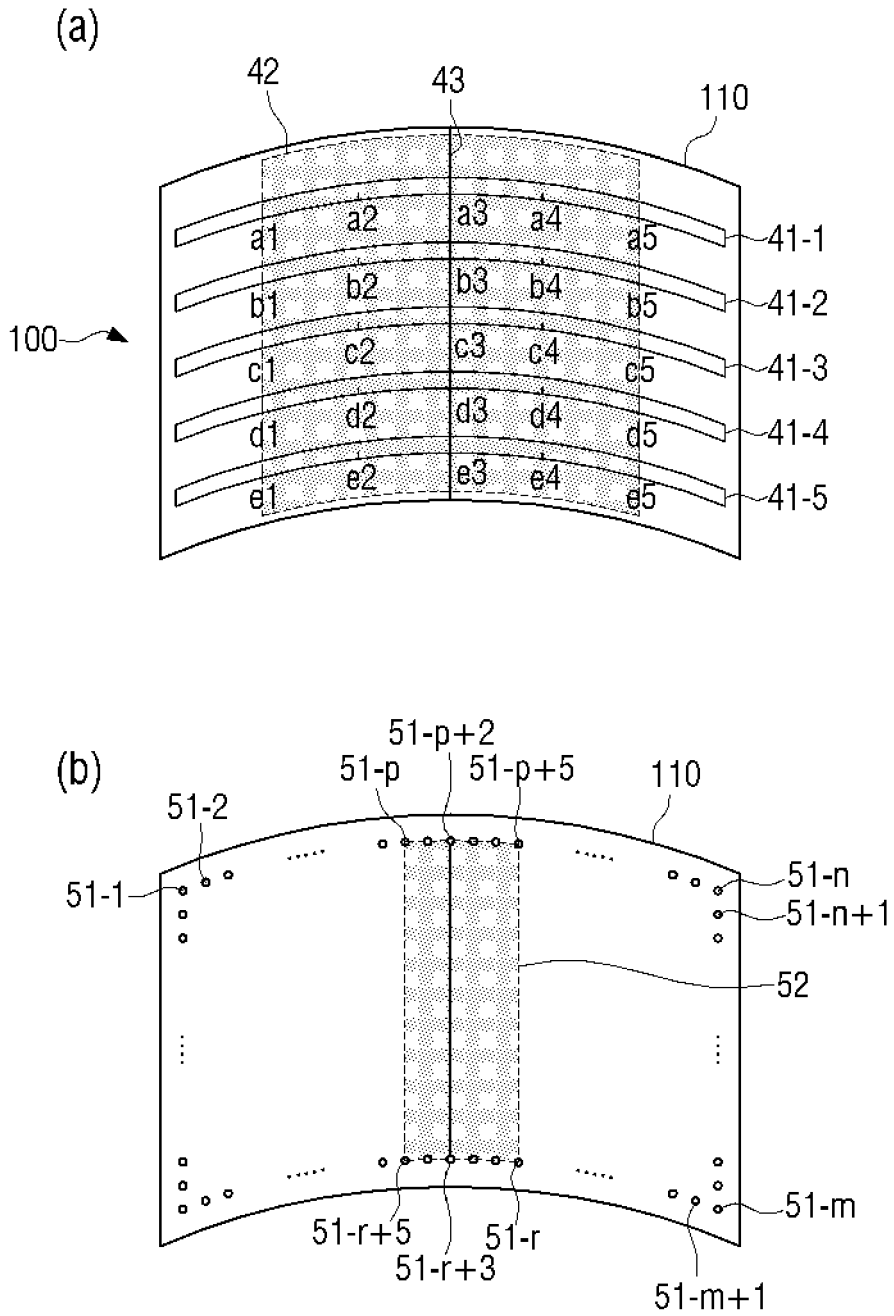 (a)
42 43 110
a1 a2 a3 a4 a5 41-1
b1 b2 b3 b4 b5 41-2
100
c1 c2 c3 c4 c5 41-3
d1 d2 d3 d4 d5 41-4
e1 e2 e3 e4 e5 41-5
(b)
51-p+2
51-p 51-p+5 110
51-2
51-1 51-n
51-n+1
52
51-r+5 51-r 51-m
51-r+3
51-m+1